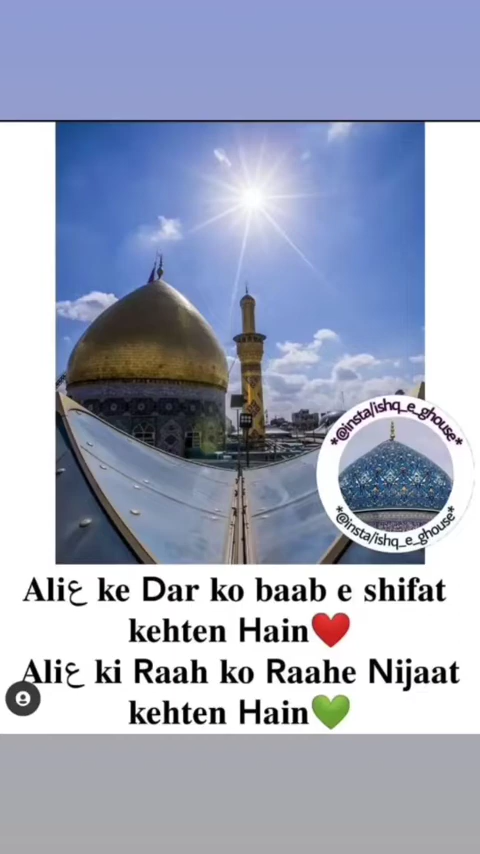 *@insta/ishq_e_ghouse*
*@insta/ishq_e_ghouse*
Aliع ke Dar ko baab e shifat
kehten Hain❤️
Aliع ki Raah ko Raahe Nijaat
kehten Hain💚